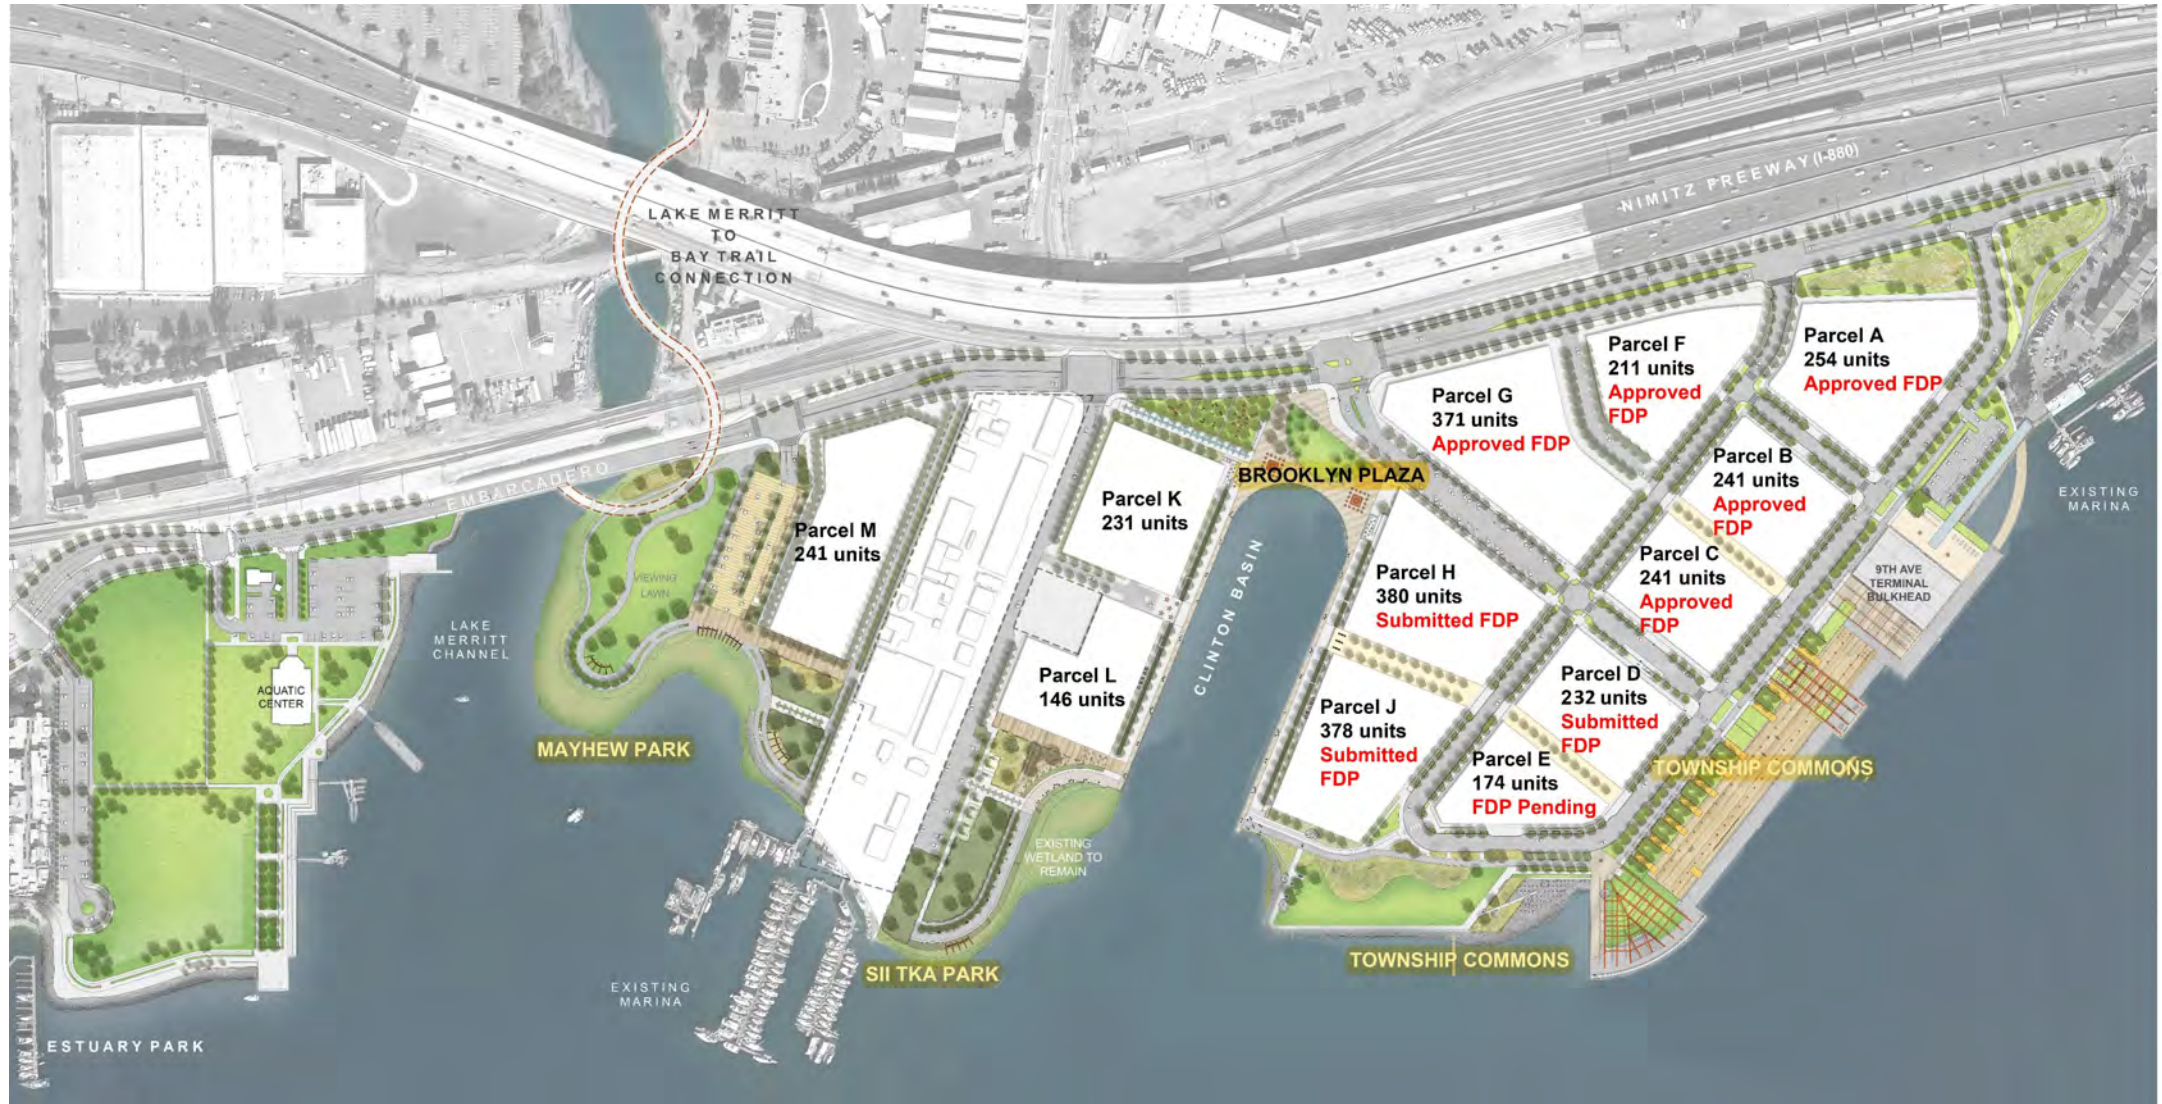 NIMITZ FREEWAY (I-880)
LAKE MERRITT
TO
BAY TRAIL
CONNECTION
Parcel F
211 units
Approved
FDP
Parcel A
254 units
Approved FDP
Parcel G
371 units
Approved FDP
Parcel B
241 units
Approved
FDP
EMBARCADERO
BROOKLYN PLAZA
Parcel K
231 units
Parcel M
241 units
EXISTING
MARINA
Parcel C
241 units
Approved
FDP
Parcel H
380 units
Submitted FDP
9TH AVE
TERMINAL
BULKHEAD
VIEWING
LAWN
CLINTON BASIN
LAKE
MERRITT
CHANNEL
AQUATIC
CENTER
Parcel L
146 units
Parcel D
232 units
Submitted
FDP
Parcel J
378 units
Submitted
FDP
MAYHEW PARK
Parcel E
174 units
FDP Pending
TOWNSHIP COMMONS
EXISTING
WETLAND TO
REMAIN
TOWNSHIP COMMONS
SII TKA PARK
EXISTING
MARINA
ESTUARY PARK